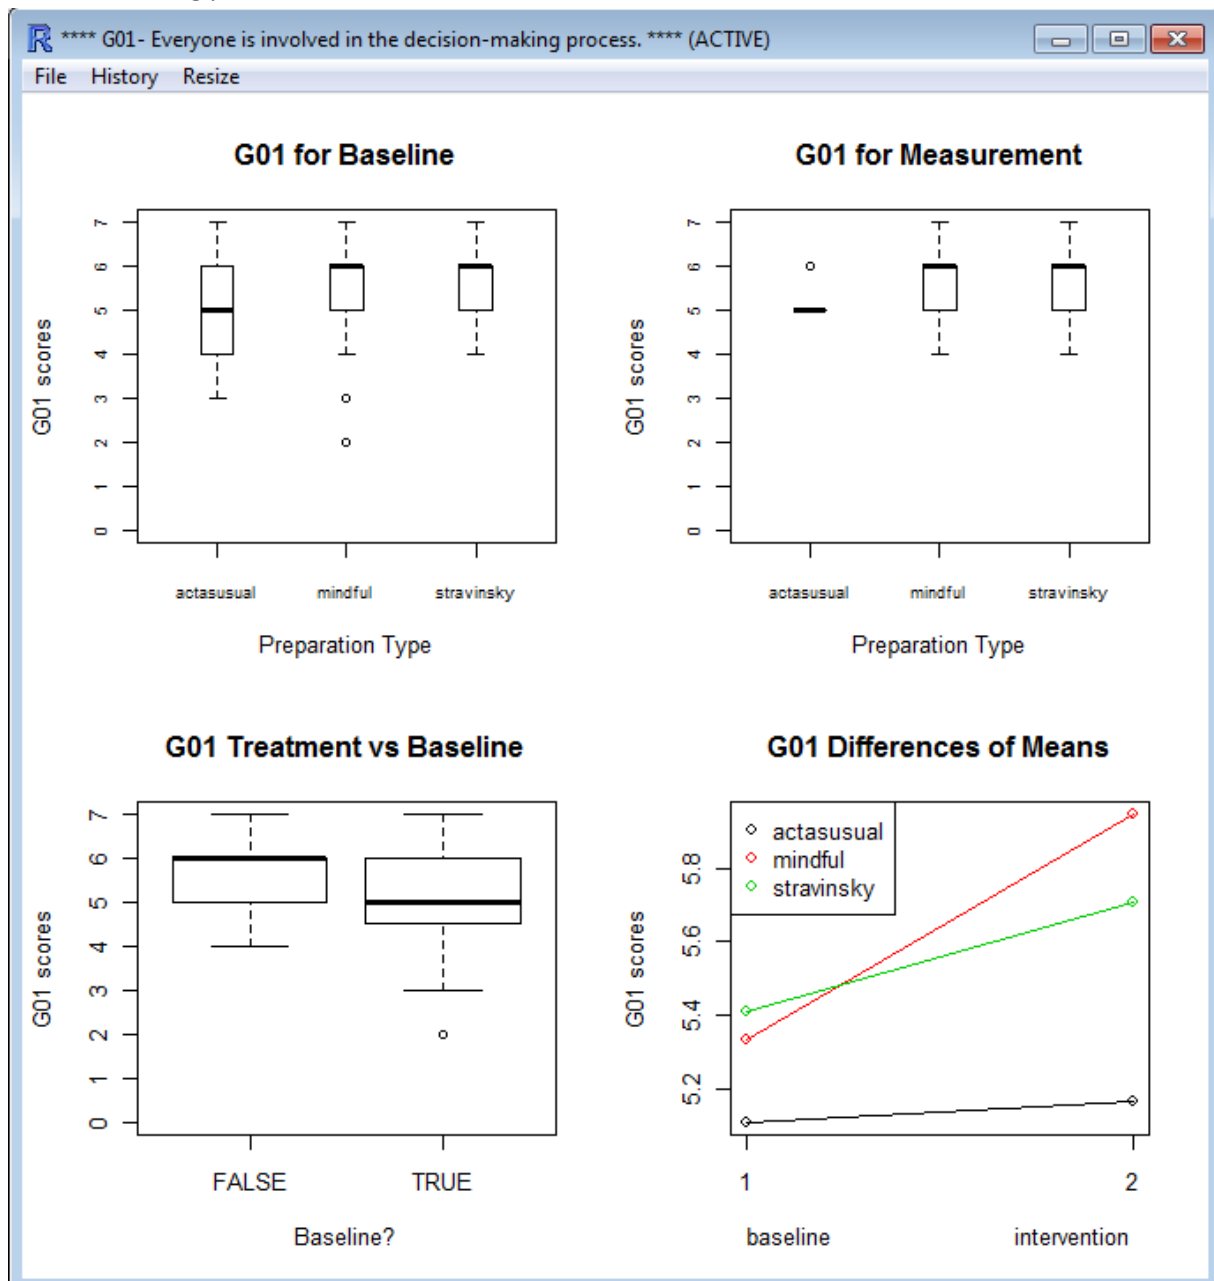 **** G01- Everyone is involved in the decision-making process. **** (ACTIVE)
File History Resize
G01 for Baseline
G01 scores
7
6
5
4
3
2
1
0
actasusual mindful stravinsky
Preparation Type
G01 for Measurement
G01 scores
7
6
5
4
3
2
1
0
actasusual mindful stravinsky
Preparation Type
G01 Treatment vs Baseline
G01 scores
7
6
5
4
3
2
1
0
FALSE TRUE
Baseline?
G01 Differences of Means
actasusual
mindful
stravinsky
G01 scores
5.8
5.6
5.4
5.2
1 2
baseline intervention